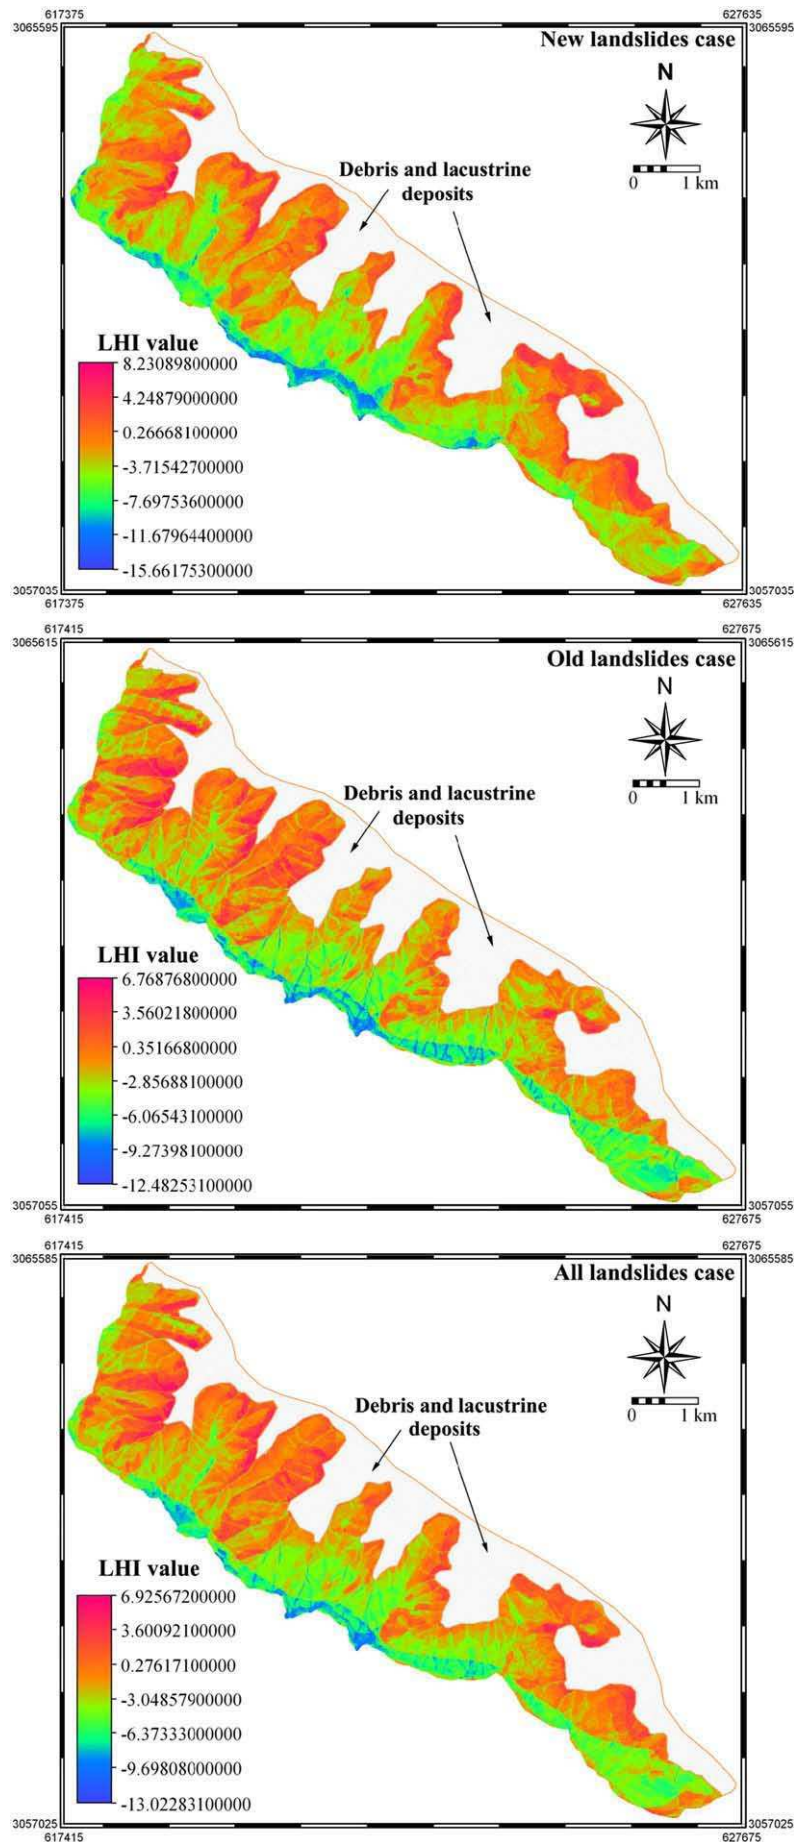 617375
627635
3065595
3065595
New landslides case
N
0 1 km
Debris and lacustrine
deposits
LHI value
8.23089800000
4.24879000000
0.26668100000
-3.71542700000
-7.69753600000
-11.67964400000
-15.66175300000
3057035
3057035
617375
627635
617415
627675
3065615
3065615
Old landslides case
N
0 1 km
Debris and lacustrine
deposits
LHI value
6.76876800000
3.56021800000
0.35166800000
-2.85688100000
-6.06543100000
-9.27398100000
-12.48253100000
3057055
3057055
617415
627675
617415
627675
3065585
3065585
All landslides case
N
0 1 km
Debris and lacustrine
deposits
LHI value
6.92567200000
3.60092100000
0.27617100000
-3.04857900000
-6.37333000000
-9.69808000000
-13.02283100000
3057025
3057025
617415
627675